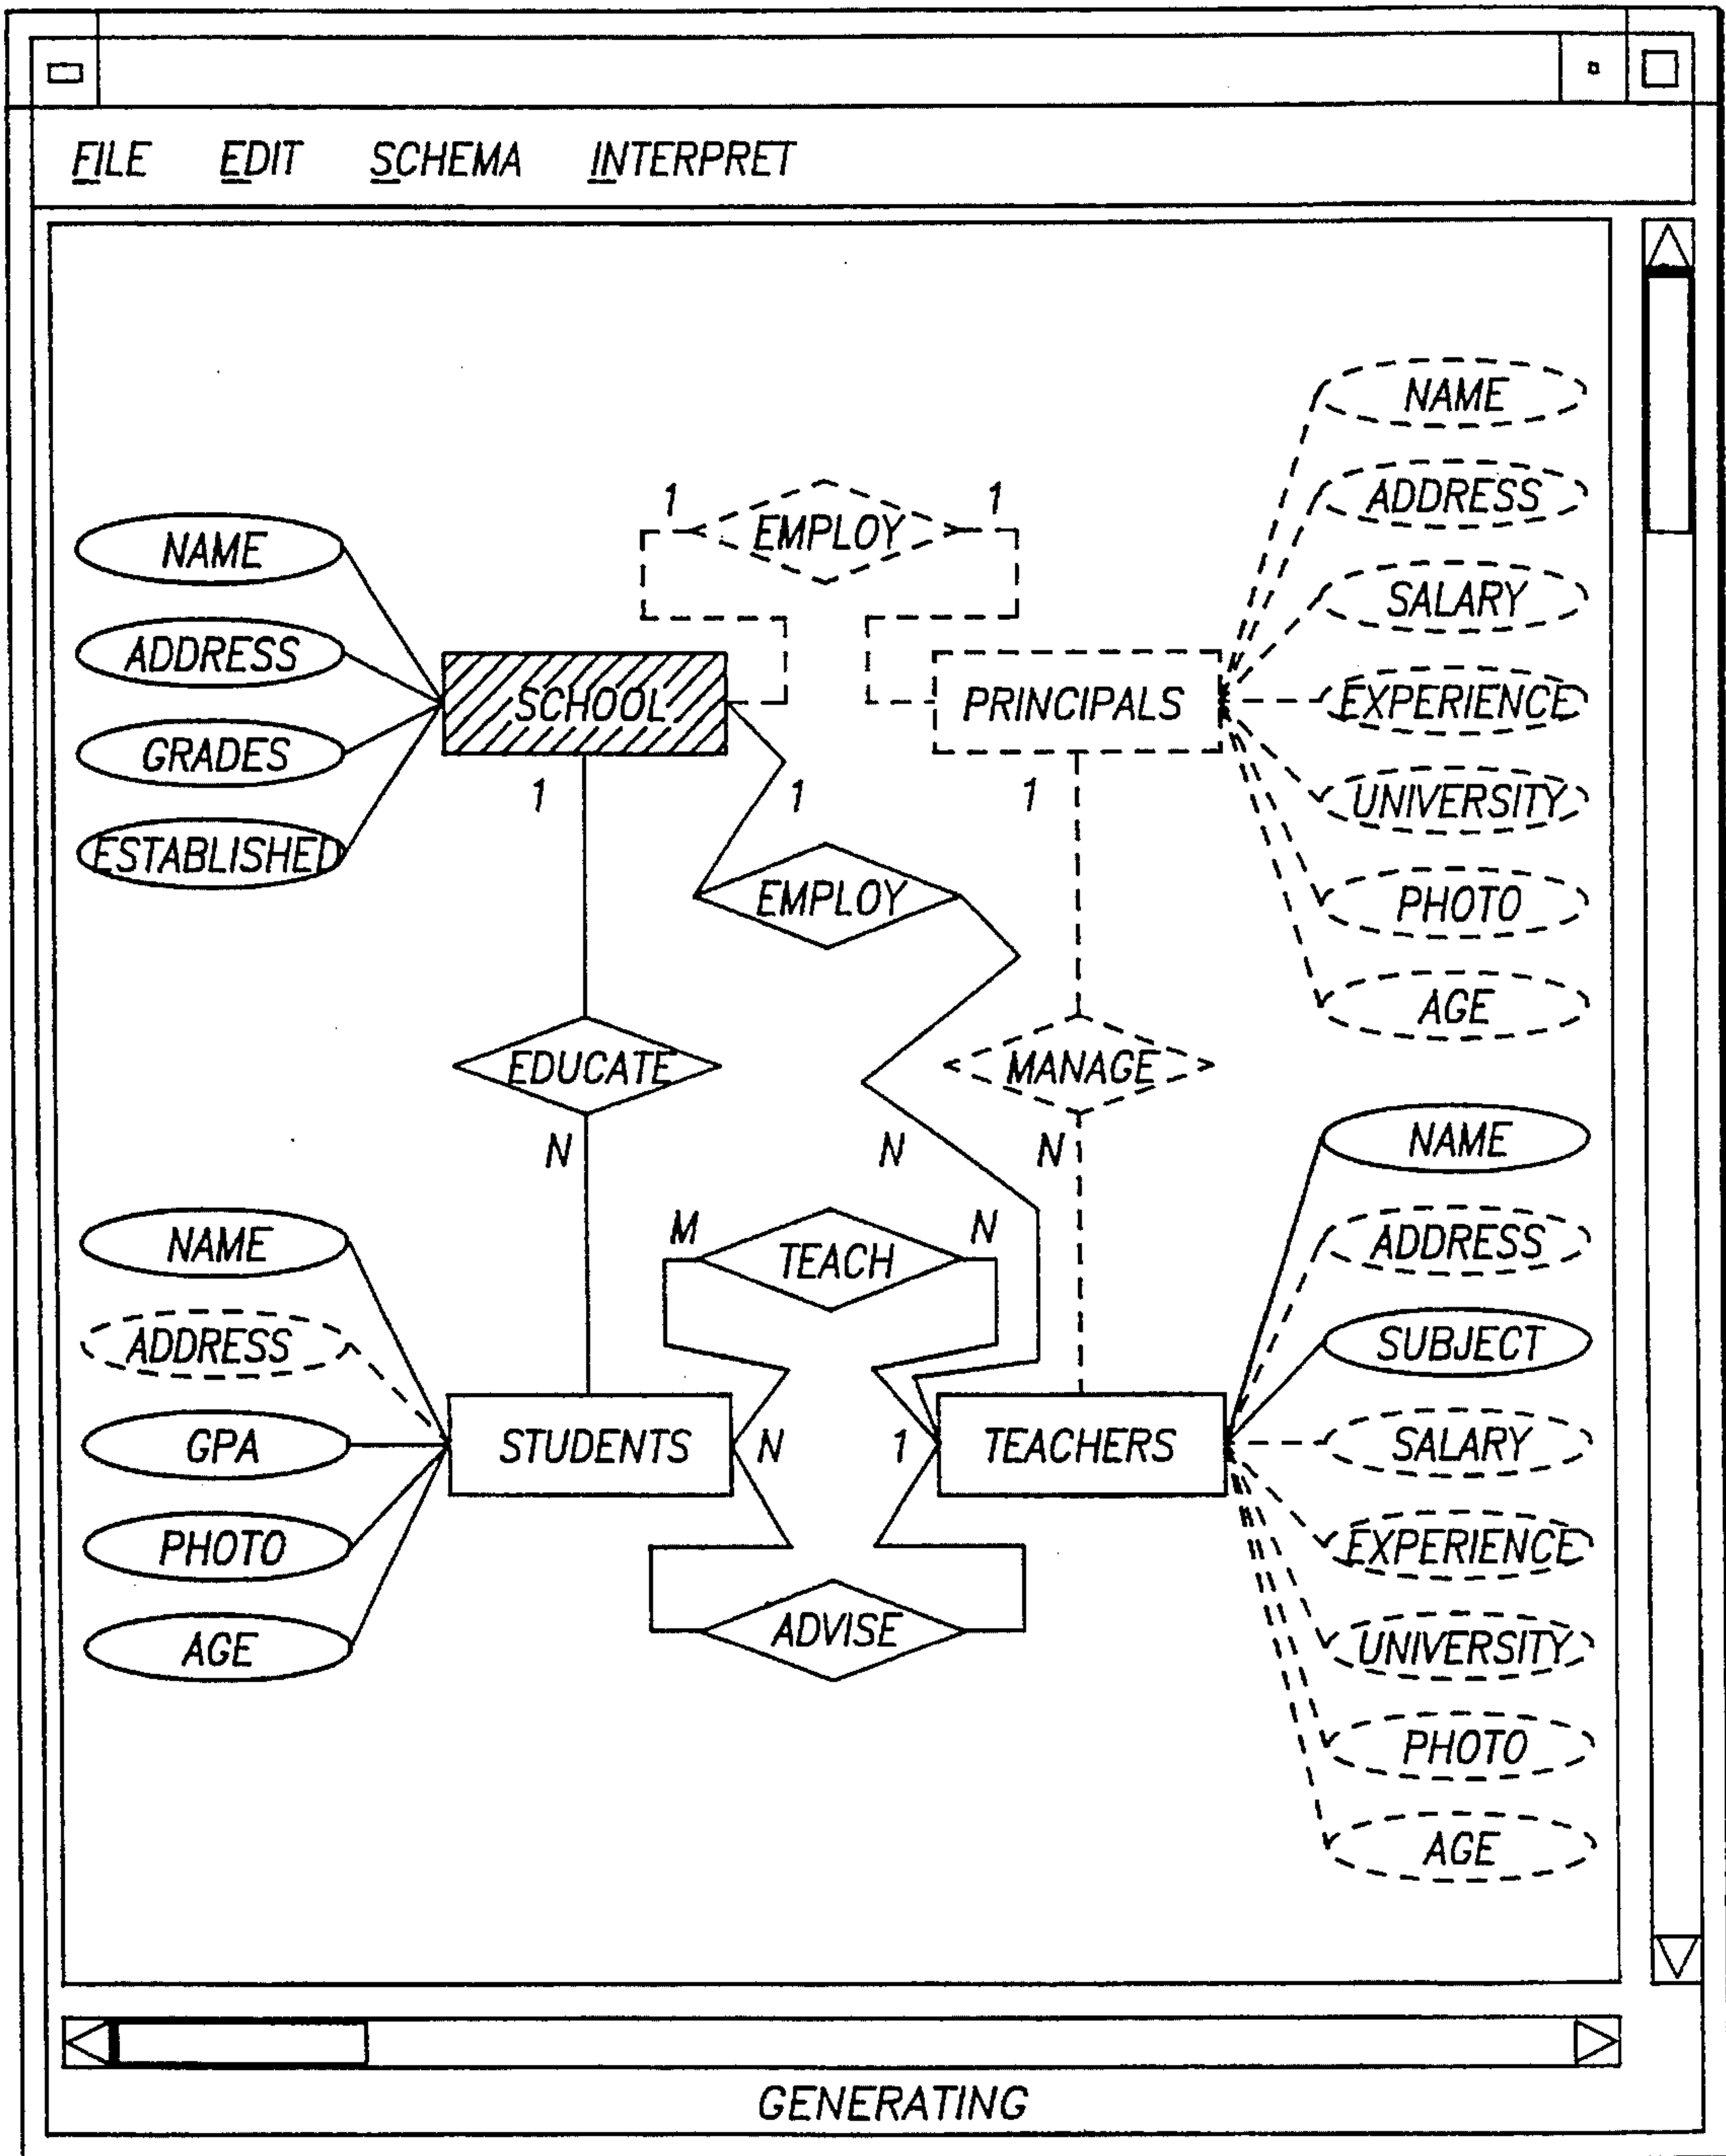 FILE EDIT SCHEMA INTERPRET
NAME
ADDRESS
1 EMPLOY 1
NAME
ADDRESS
SALARY
SCHOOL
PRINCIPALS
EXPERIENCE
GRADES
1
1
1
UNIVERSITY
ESTABLISHED
EMPLOY
PHOTO
AGE
EDUCATE
MANAGE
N
N
N
NAME
NAME
M
TEACH
N
ADDRESS
ADDRESS
SUBJECT
GPA
STUDENTS
N
1
TEACHERS
SALARY
PHOTO
EXPERIENCE
AGE
ADVISE
UNIVERSITY
PHOTO
AGE
GENERATING